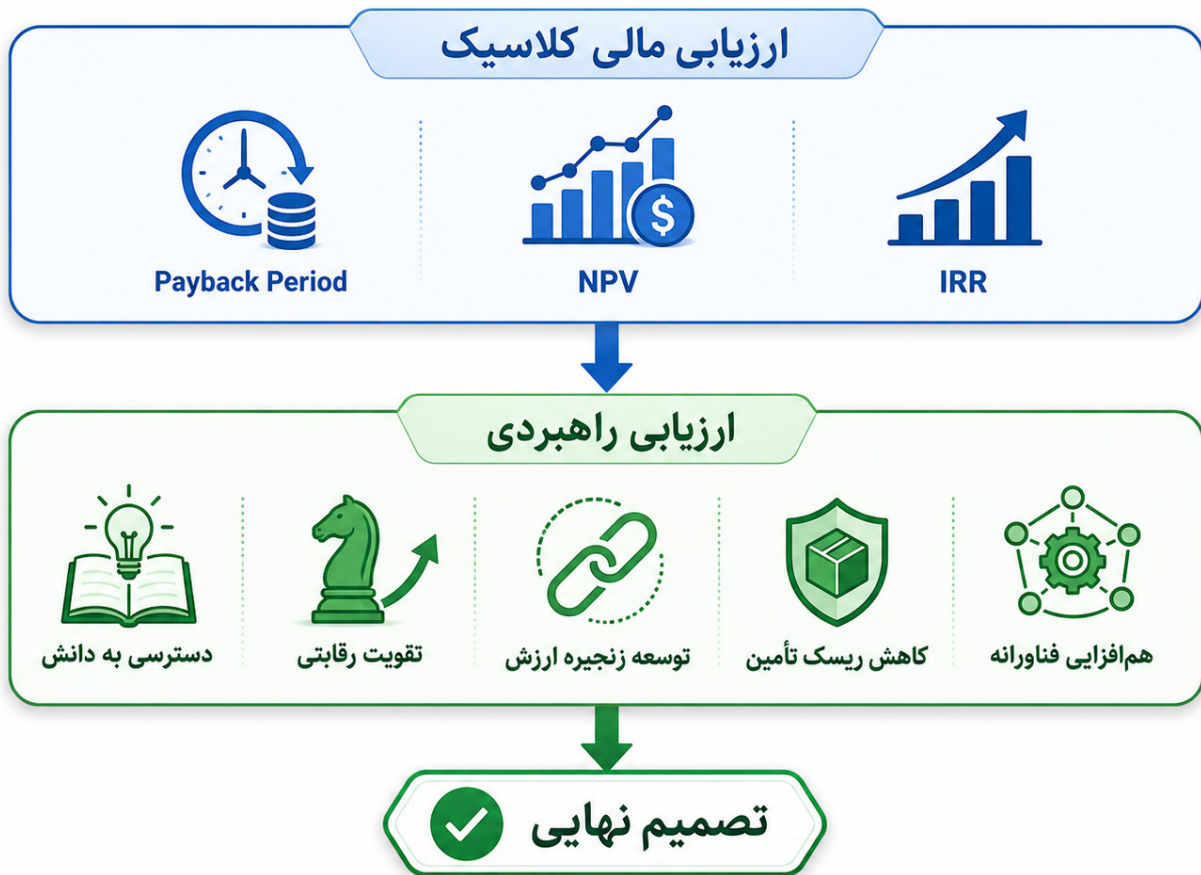 ارزیابی مالی کلاسیک
Payback Period
NPV
IRR
$
ارزیابی راهبردی
هم‌افزایی فناورانه
کاهش ریسک تأمین
توسعه زنجیره ارزش
تقویت رقابتی
دسترسی به دانش
تصمیم نهایی